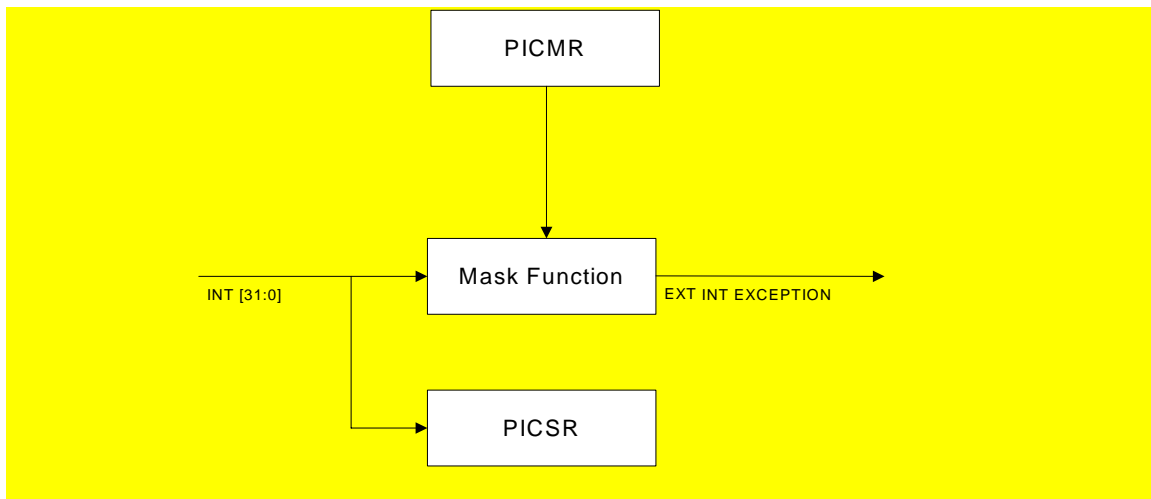 PICMR
Mask Function
INT [31:0]
EXT INT EXCEPTION
PICSR